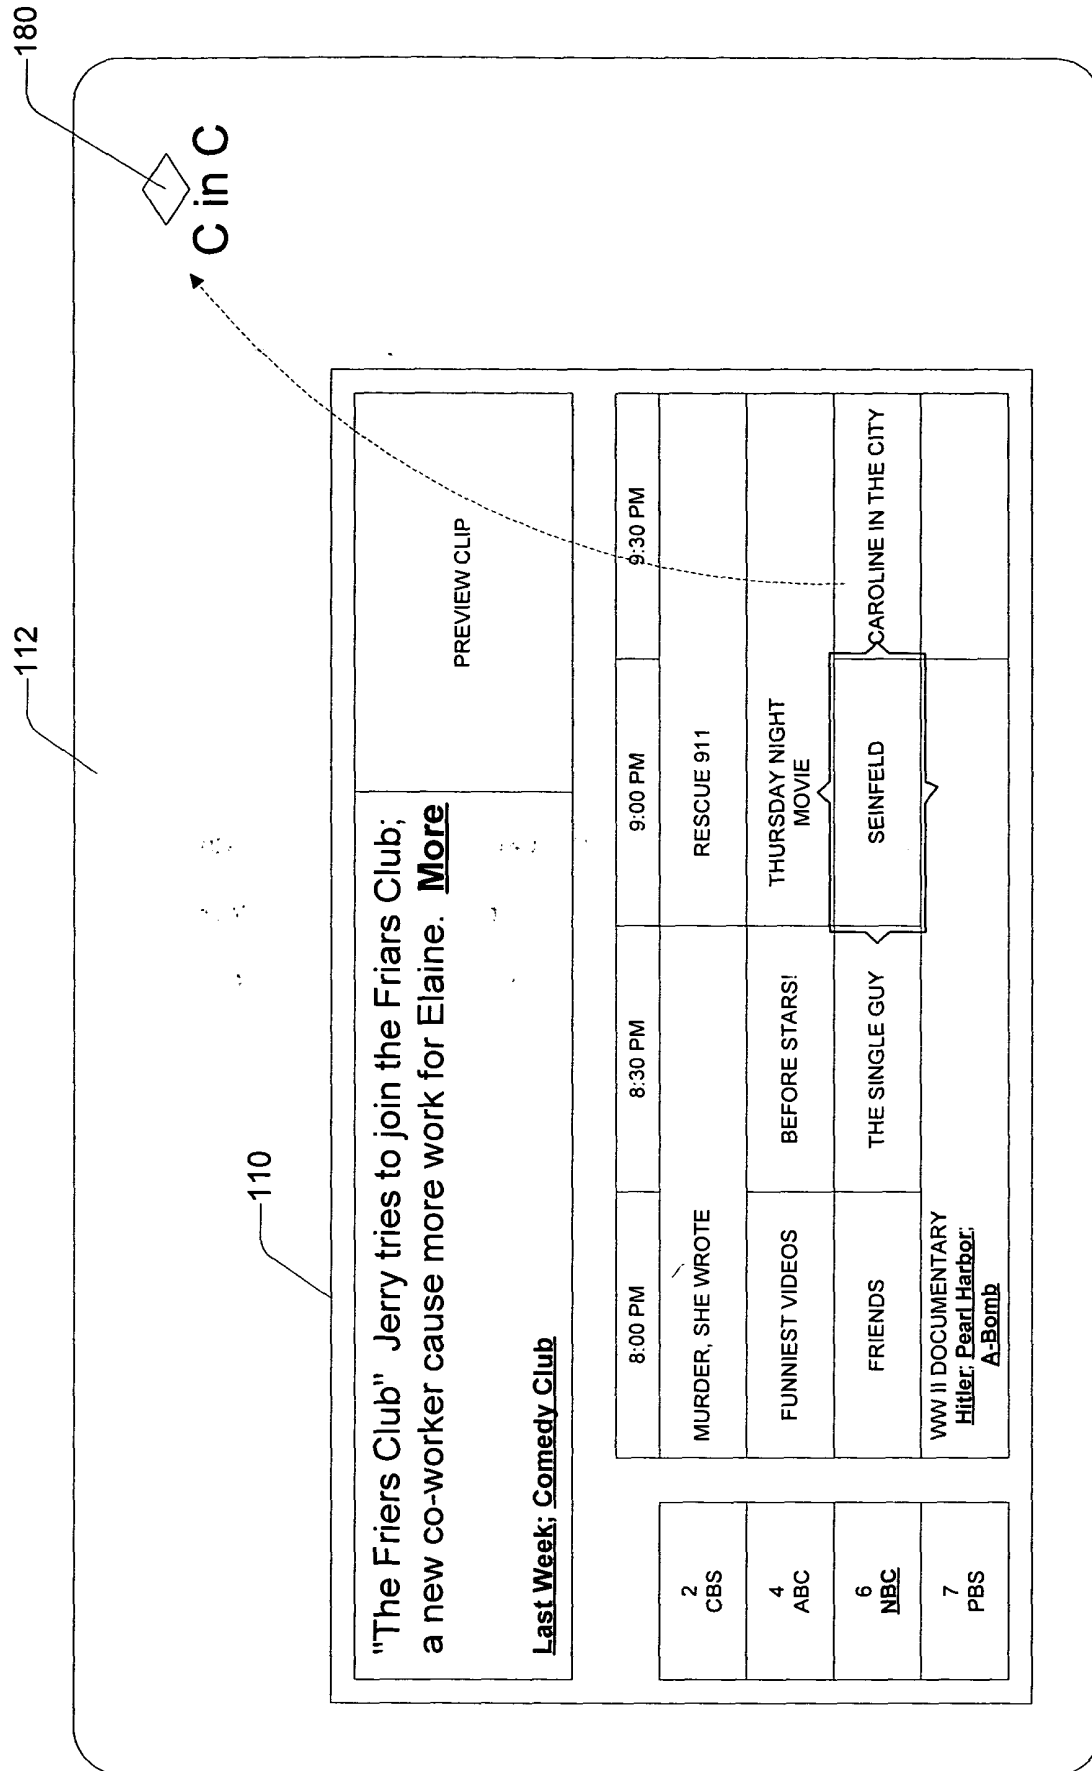 180
112
C in C
110
"The Friers Club" Jerry tries to join the Friars Club;
a new co-worker cause more work for Elaine. More
Last Week; Comedy Club
PREVIEW CLIP
8:00 PM 8:30 PM 9:00 PM 9:30 PM
2
CBS
MURDER, SHE WROTE
RESCUE 911
4
ABC
FUNNIEST VIDEOS
BEFORE STARS!
THURSDAY NIGHT
MOVIE
6
NBC
FRIENDS
THE SINGLE GUY
SEINFELD
CAROLINE IN THE CITY
7
PBS
WW II DOCUMENTARY
Hitler; Pearl Harbor;
A-Bomb